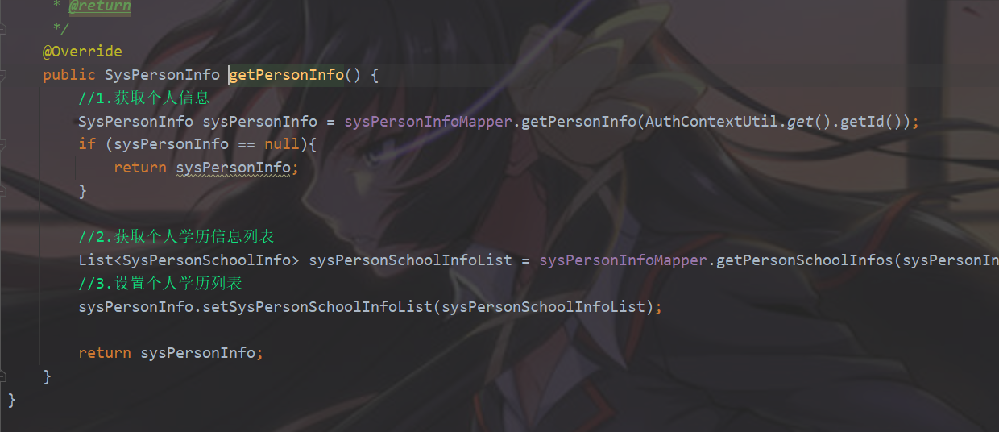 * @return
*/
@Override
public SysPersonInfo getPersonInfo() {
//1.获取个人信息
SysPersonInfo sysPersonInfo = sysPersonInfoMapper.getPersonInfo(AuthContextUtil.get().getId());
if (sysPersonInfo == null){
return sysPersonInfo;
}
//2.获取个人学历信息列表
List<SysPersonSchoolInfo> sysPersonSchoolInfoList = sysPersonInfoMapper.getPersonSchoolInfos(sysPersonIn
//3.设置个人学历列表
sysPersonInfo.setSysPersonSchoolInfoList(sysPersonSchoolInfoList);
return sysPersonInfo;
}
}